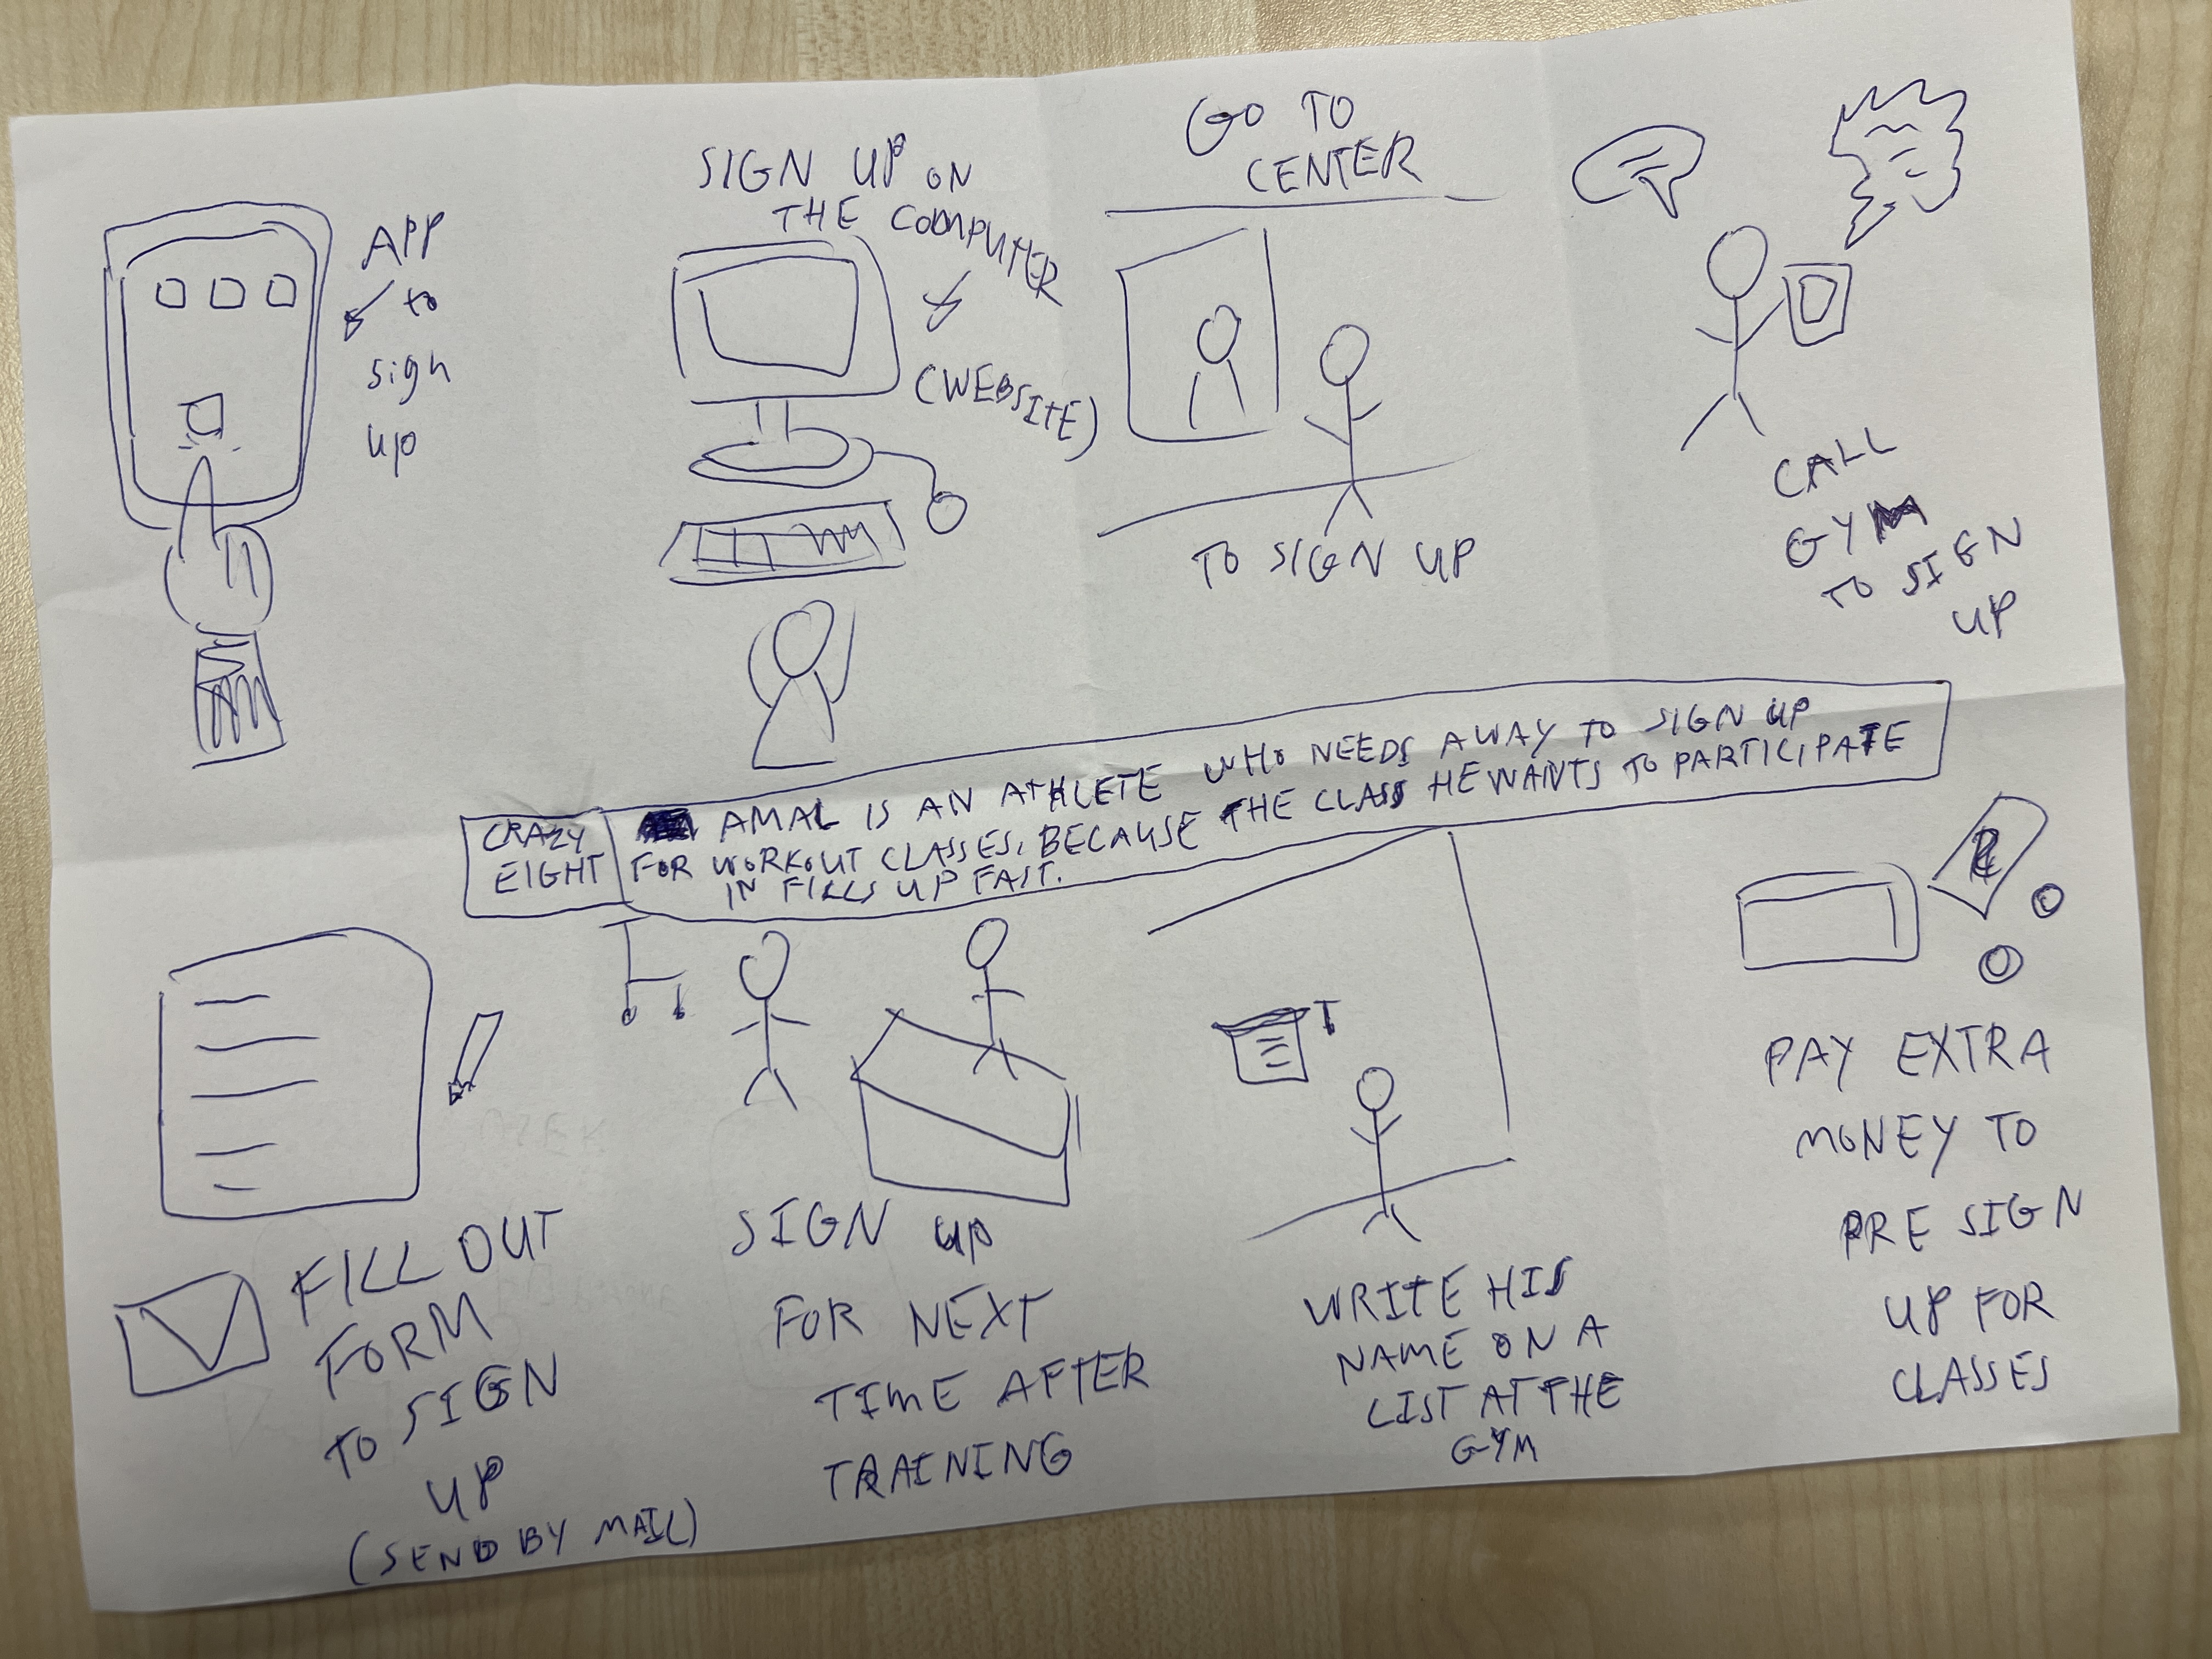 APP
to
sign
up
SIGN UP ON
THE COMPUTER
(WEBSITE)
GO TO
CENTER
TO SIGN UP
CALL
GYM
TO SIGN
UP
CRAZY
EIGHT
AMAL IS AN ATHLETE WHO NEEDS A WAY TO SIGN UP
FOR WORKOUT CLASSES, BECAUSE THE CLASS HE WANTS TO PARTICIPATE
IN FILLS UP FAST.
FILL OUT
FORM
TO SIGN
UP
(SEND BY MAIL)
SIGN UP
FOR NEXT
TIME AFTER
TRAINING
WRITE HIS
NAME ON A
LIST AT THE
GYM
PAY EXTRA
MONEY TO
PRE SIGN
UP FOR
CLASSES